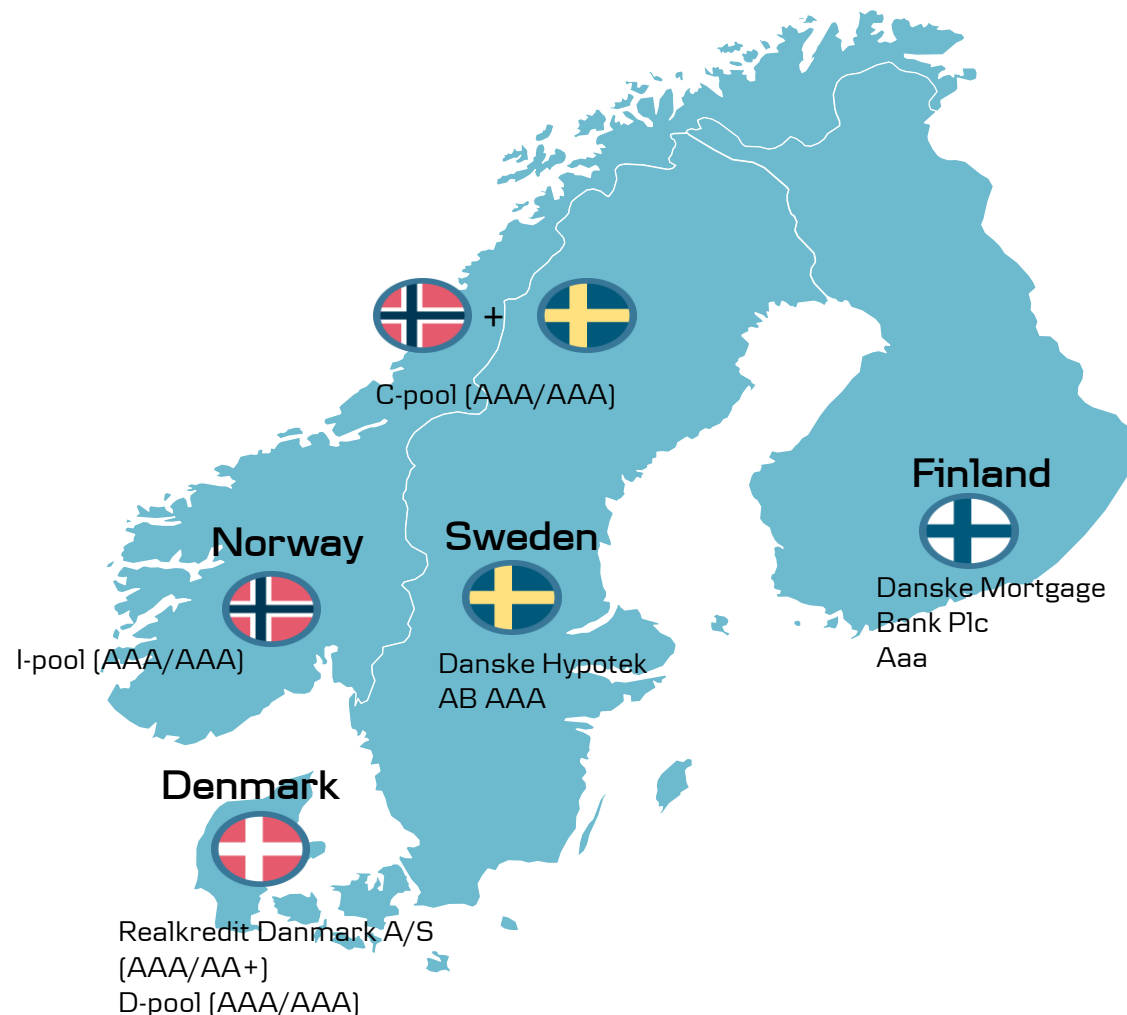 +
C-pool (AAA/AAA)
Finland
Danske Mortgage
Bank Plc
Aaa
Norway
I-pool (AAA/AAA)
Sweden
Danske Hypotek
AB AAA
Denmark
Realkredit Danmark A/S
(AAA/AA+)
D-pool (AAA/AAA)